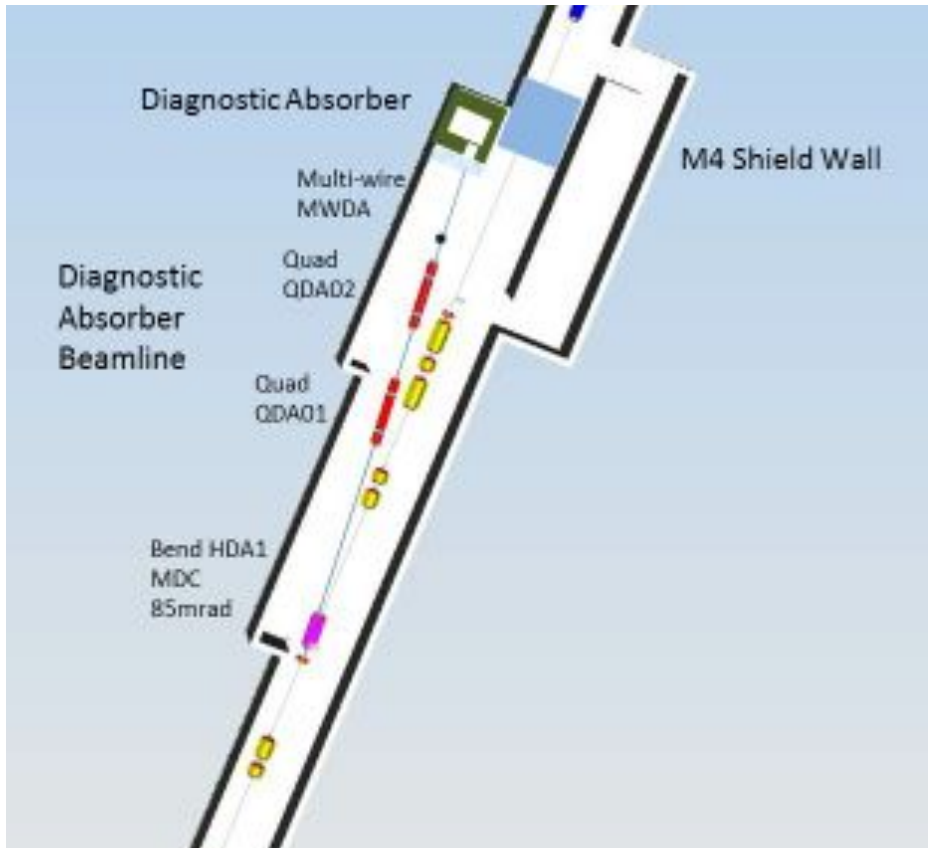 Diagnostic Absorber
M4 Shield Wall
Multi-wire
MWDA
Quad
QDA02
Diagnostic
Absorber
Beamline
Quad
QDA01
Bend HDA1
MDC
85mrad